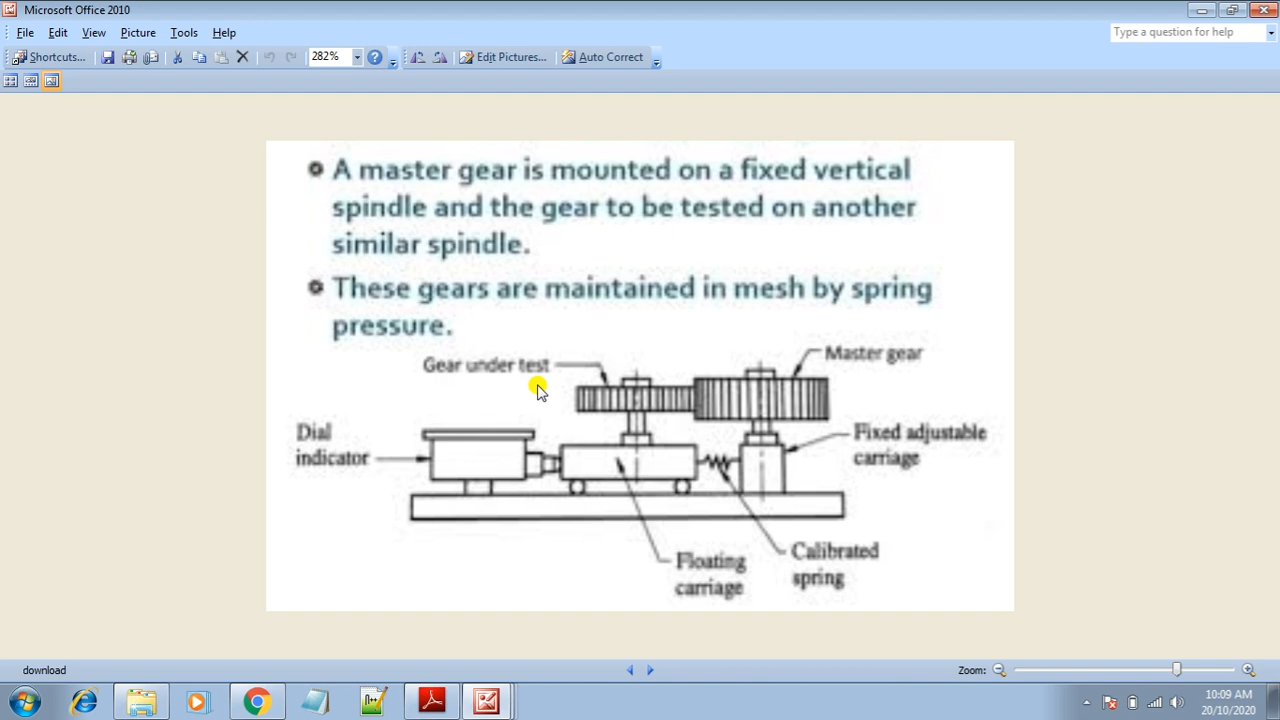 Microsoft Office 2010
File Edit View Picture Tools Help
Type a question for help
Shortcuts...
282%
Edit Pictures...
Auto Correct
A master gear is mounted on a fixed vertical
spindle and the gear to be tested on another
similar spindle.
These gears are maintained in mesh by spring
pressure.
Gear under test
Master gear
Dial
indicator
Fixed adjustable
carriage
Floating
carriage
Calibrated
spring
download
Zoom:
10:09 AM
20/10/2020